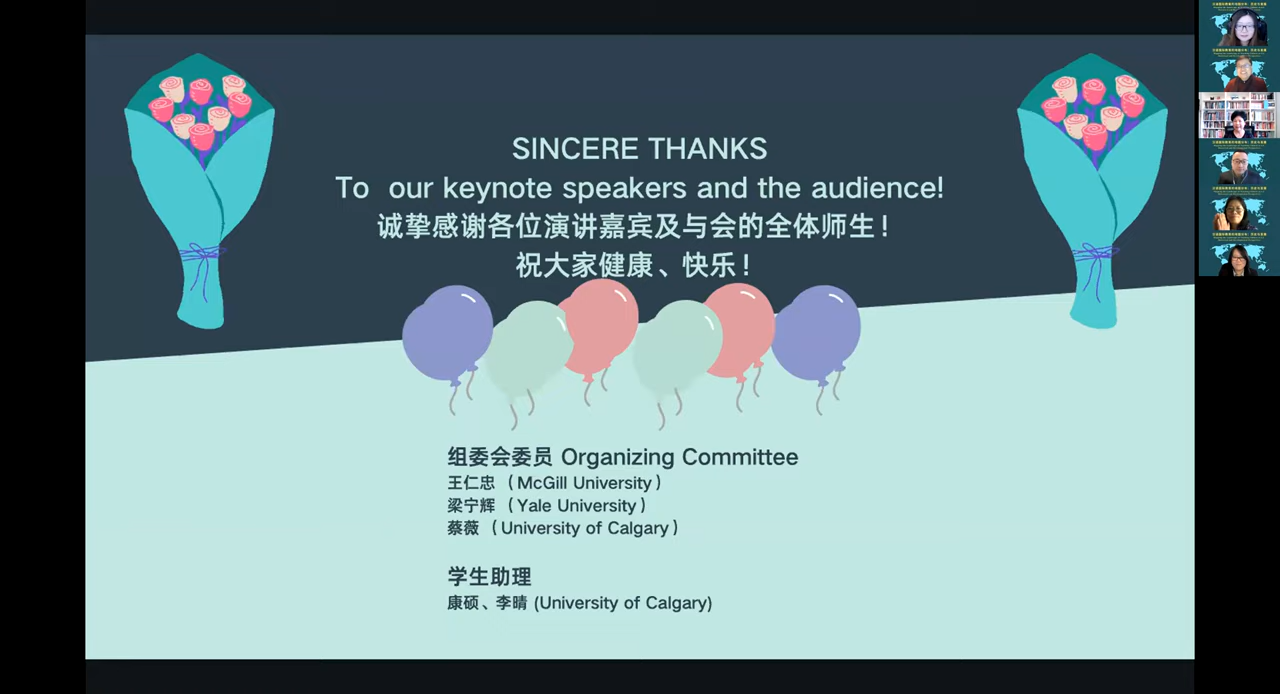 SINCERE THANKS
To our keynote speakers and the audience!
诚挚感谢各位演讲嘉宾及与会的全体师生！
祝大家健康、快乐！
组委会委员 Organizing Committee
王仁忠 （McGill University）
梁宁辉 （Yale University）
蔡薇 （University of Calgary）
学生助理
康硕、李晴 (University of Calgary)